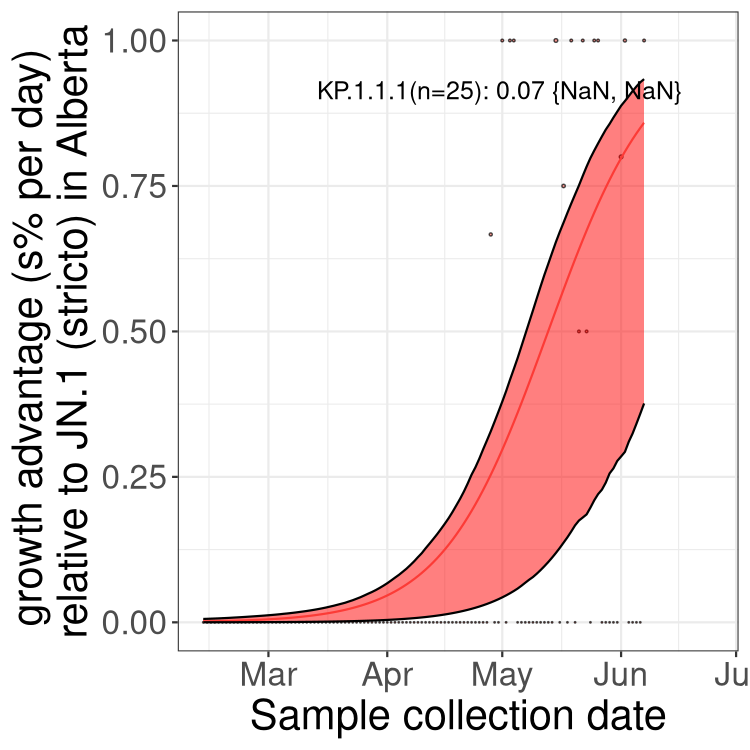 growth advantage (s% per day)
relative to JN.1 (stricto) in Alberta
1.00
0.75
0.50
0.25
0.00
KP.1.1.1(n=25): 0.07 {NaN, NaN}
Mar Apr May Jun Ju
Sample collection date